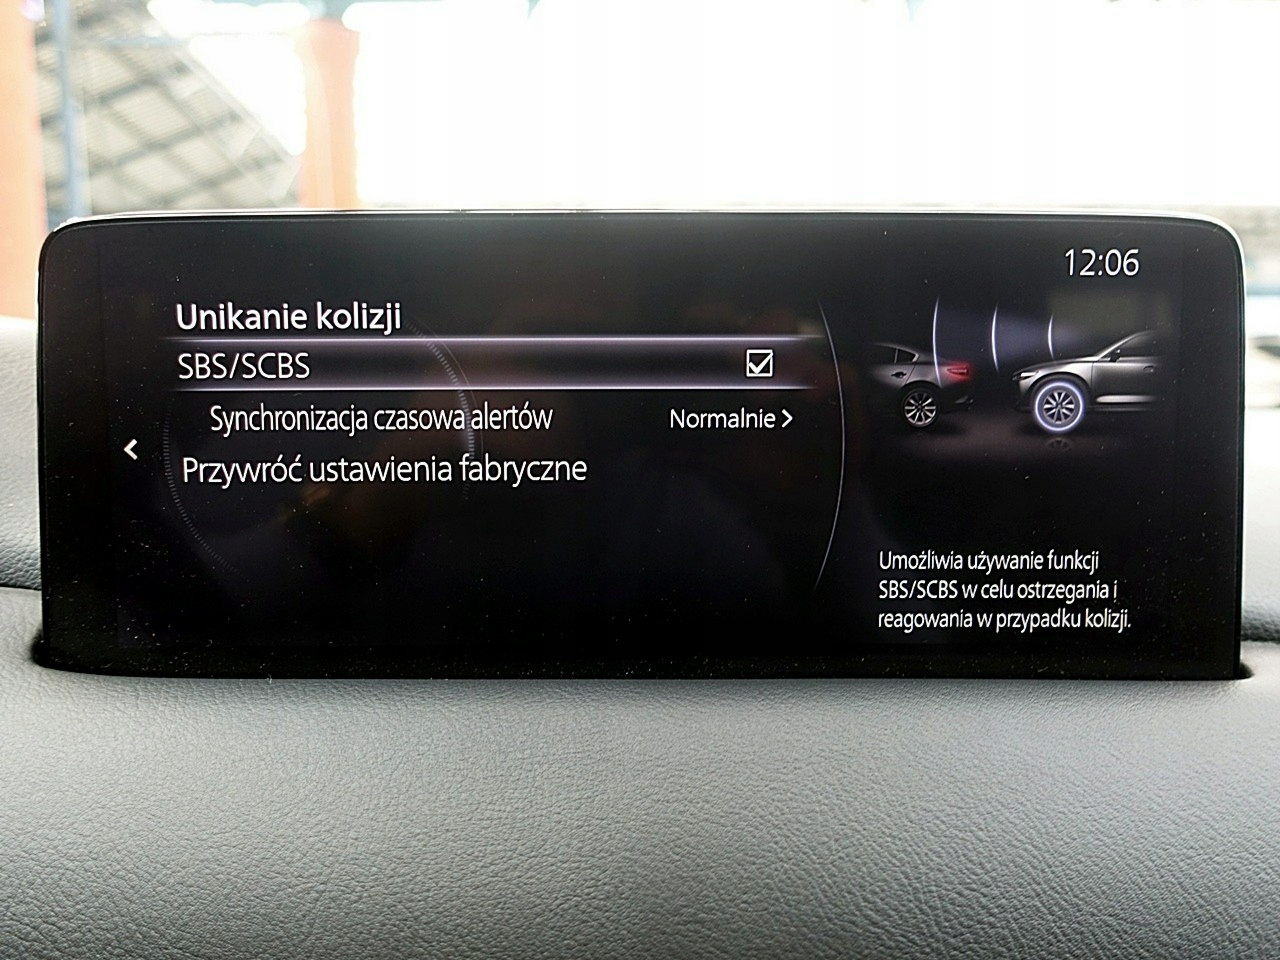 12:06
Unikanie kolizji
SBS/SCBS
Synchronizacja czasowa alertów Normalnie >
< Przywróć ustawienia fabryczne
Umożliwia używanie funkcji
SBS/SCBS w celu ostrzegania i
reagowania w przypadku kolizji.